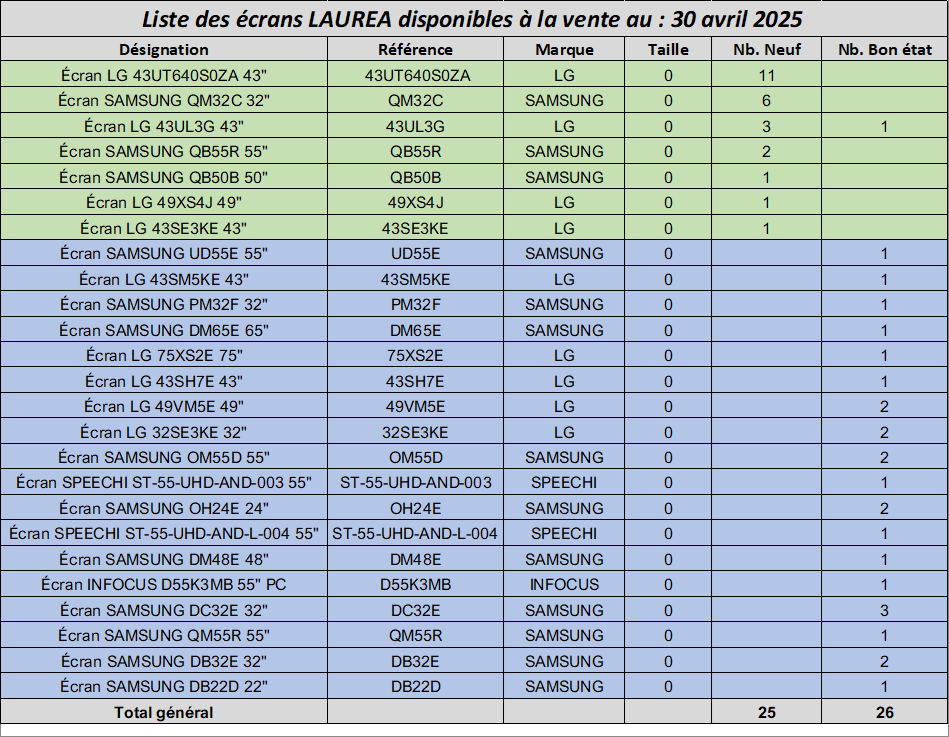 Liste des écrans LAUREA disponibles à la vente au : 30 avril 2025
Désignation Référence Marque Taille Nb. Neuf Nb. Bon état
Écran LG 43UT640S0ZA 43" 43UT640S0ZA LG 0 11
Écran SAMSUNG QM32C 32" QM32C SAMSUNG 0 6
Écran LG 43UL3G 43" 43UL3G LG 0 3 1
Écran SAMSUNG QB55R 55" QB55R SAMSUNG 0 2
Écran SAMSUNG QB50B 50" QB50B SAMSUNG 0 1
Écran LG 49XS4J 49" 49XS4J LG 0 1
Écran LG 43SE3KE 43" 43SE3KE LG 0 1
Écran SAMSUNG UD55E 55" UD55E SAMSUNG 0 1
Écran LG 43SM5KE 43" 43SM5KE LG 0 1
Écran SAMSUNG PM32F 32" PM32F SAMSUNG 0 1
Écran SAMSUNG DM65E 65" DM65E SAMSUNG 0 1
Écran LG 75XS2E 75" 75XS2E LG 0 1
Écran LG 43SH7E 43" 43SH7E LG 0 1
Écran LG 49VM5E 49" 49VM5E LG 0 2
Écran LG 32SE3KE 32" 32SE3KE LG 0 2
Écran SAMSUNG OM55D 55" OM55D SAMSUNG 0 2
Écran SPEECHI ST-55-UHD-AND-003 55" ST-55-UHD-AND-003 SPEECHI 0 1
Écran SAMSUNG OH24E 24" OH24E SAMSUNG 0 2
Écran SPEECHI ST-55-UHD-AND-L-004 55" ST-55-UHD-AND-L-004 SPEECHI 0 1
Écran SAMSUNG DM48E 48" DM48E SAMSUNG 0 1
Écran INFOCUS D55K3MB 55" PC D55K3MB INFOCUS 0 1
Écran SAMSUNG DC32E 32" DC32E SAMSUNG 0 3
Écran SAMSUNG QM55R 55" QM55R SAMSUNG 0 1
Écran SAMSUNG DB32E 32" DB32E SAMSUNG 0 2
Écran SAMSUNG DB22D 22" DB22D SAMSUNG 0 1
Total général 25 26